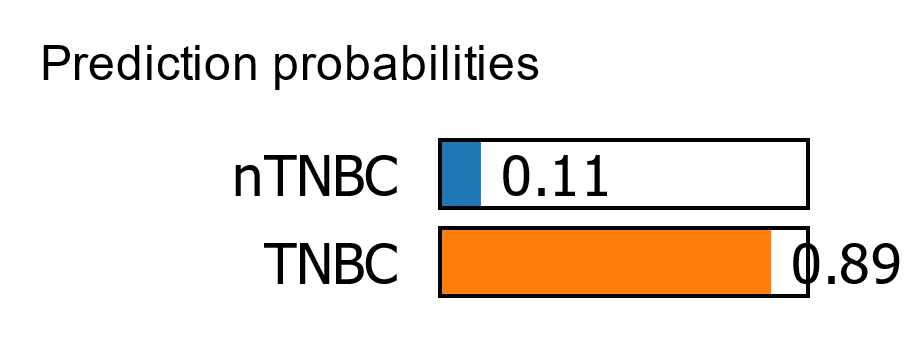 Prediction probabilities
nTNBC 0.11
TNBC 0.89